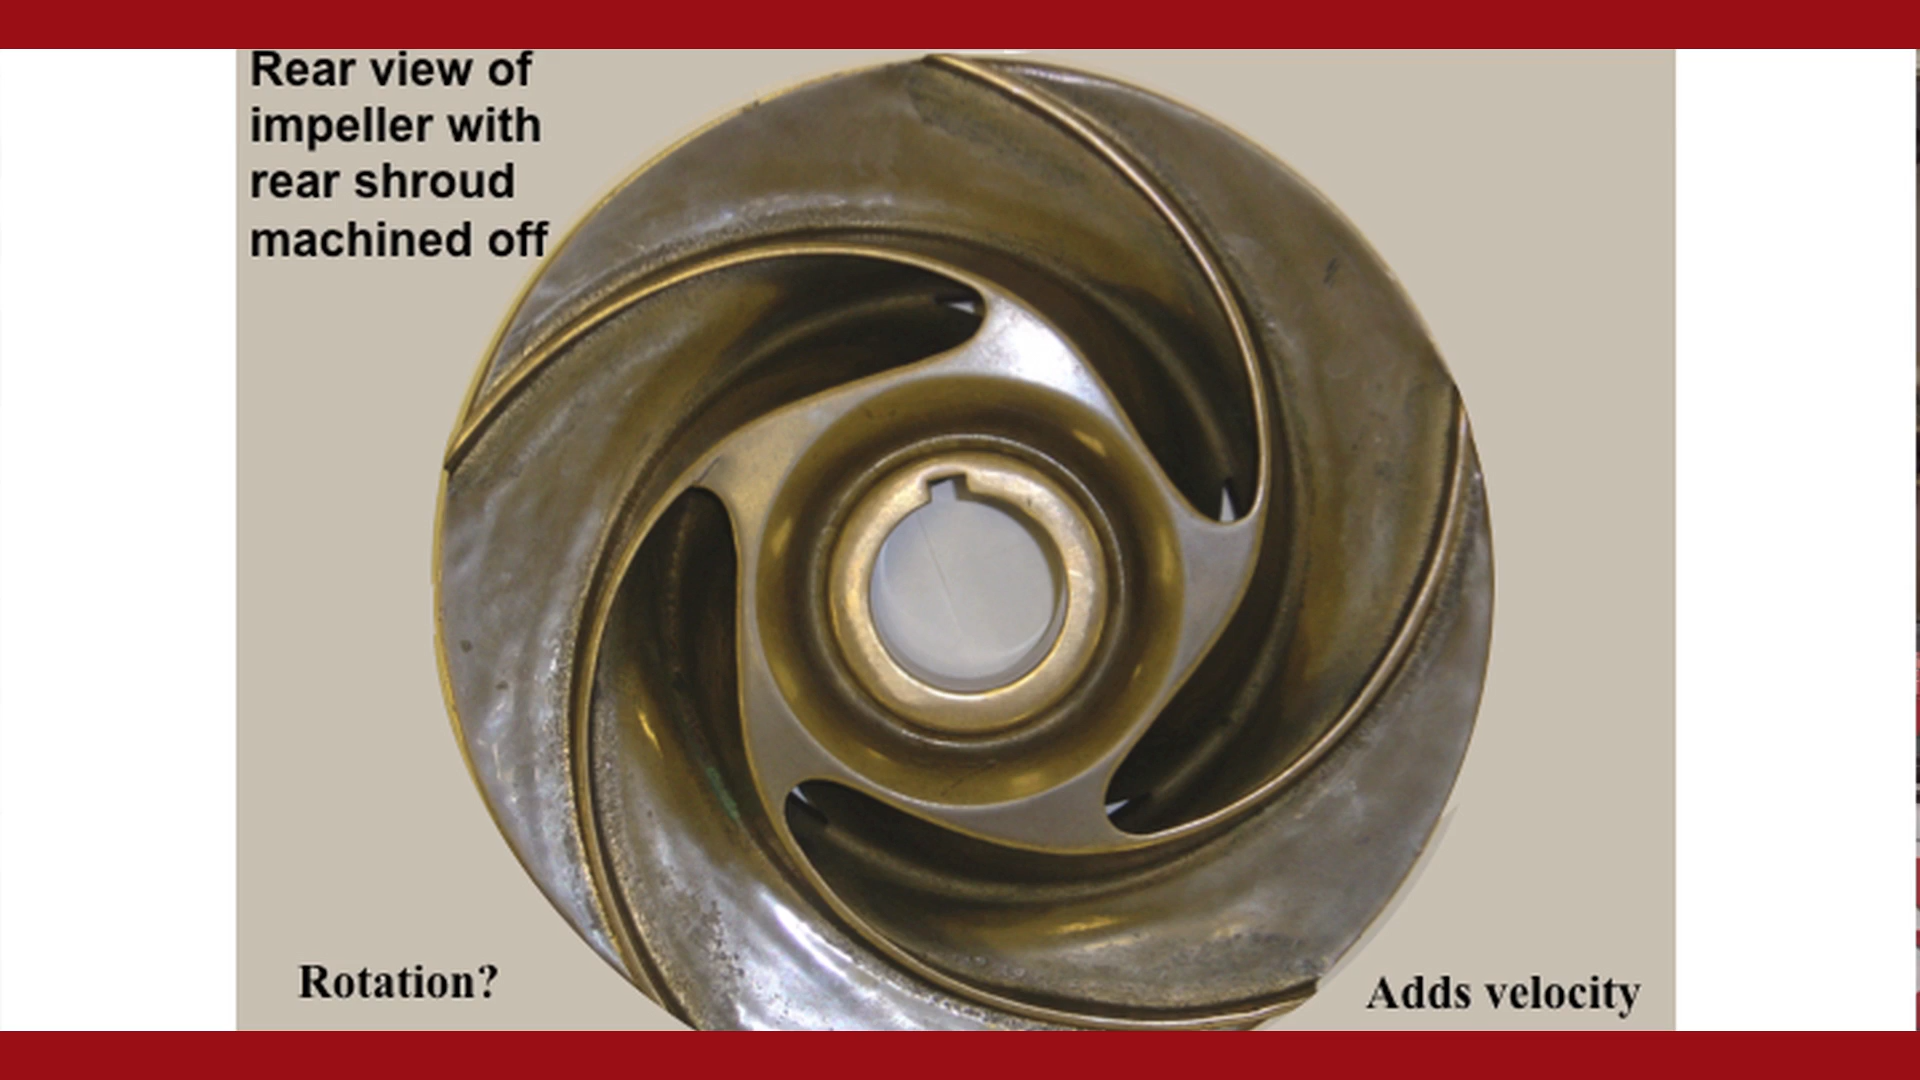 Rear view of
impeller with
rear shroud
machined off
Rotation?
Adds velocity